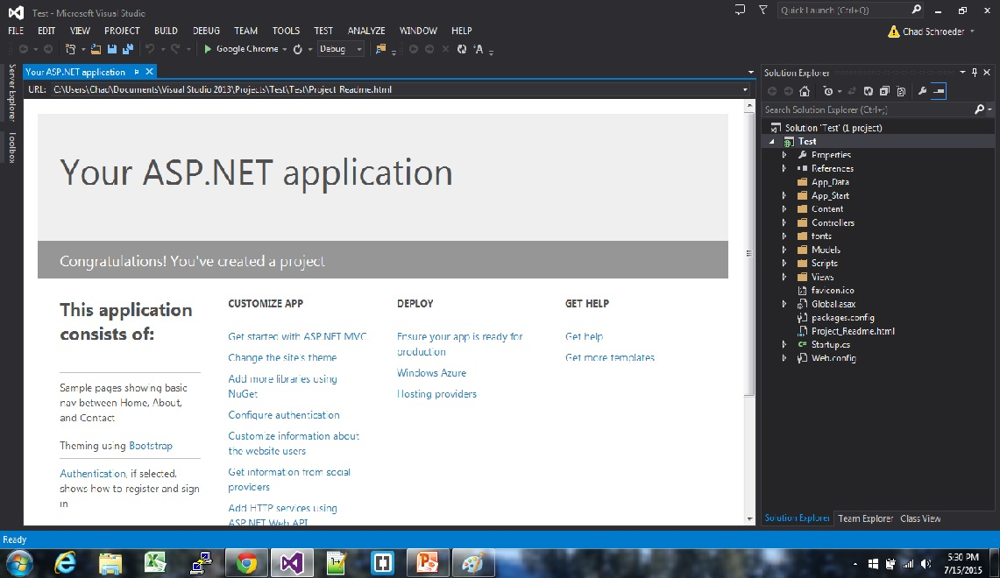 Test - Microsoft Visual Studio
Quick Launch (Ctrl+Q)
FILE EDIT VIEW PROJECT BUILD DEBUG TEAM TOOLS TEST ANALYZE WINDOW HELP
Chad Schroeder
Google Chrome
Debug
Server Explorer
Toolbox
Your ASP.NET application
URL: C:\Users\Chad\Documents\Visual Studio 2013\Projects\Test\Test\Project_Readme.html
Your ASP.NET application
Congratulations! You've created a project
This application
consists of:
Sample pages showing basic
nav between Home, About,
and Contact
Theming using Bootstrap
Authentication, if selected,
shows how to register and sign
in
CUSTOMIZE APP
Get started with ASP.NET MVC
Change the site's theme
Add more libraries using
NuGet
Configure authentication
Customize information about
the website users
Get information from social
providers
Add HTTP services using
ASP.NET Web API
DEPLOY
Ensure your app is ready for
production
Windows Azure
Hosting providers
GET HELP
Get help
Get more templates
Solution Explorer
Search Solution Explorer (Ctrl+;)
Solution 'Test' (1 project)
Test
Properties
References
App_Data
App_Start
Content
Controllers
fonts
Models
Scripts
Views
favicon.ico
Global.asax
packages.config
Project_Readme.html
Startup.cs
Web.config
Solution Explorer Team Explorer Class View
Ready
5:30 PM
7/15/2015